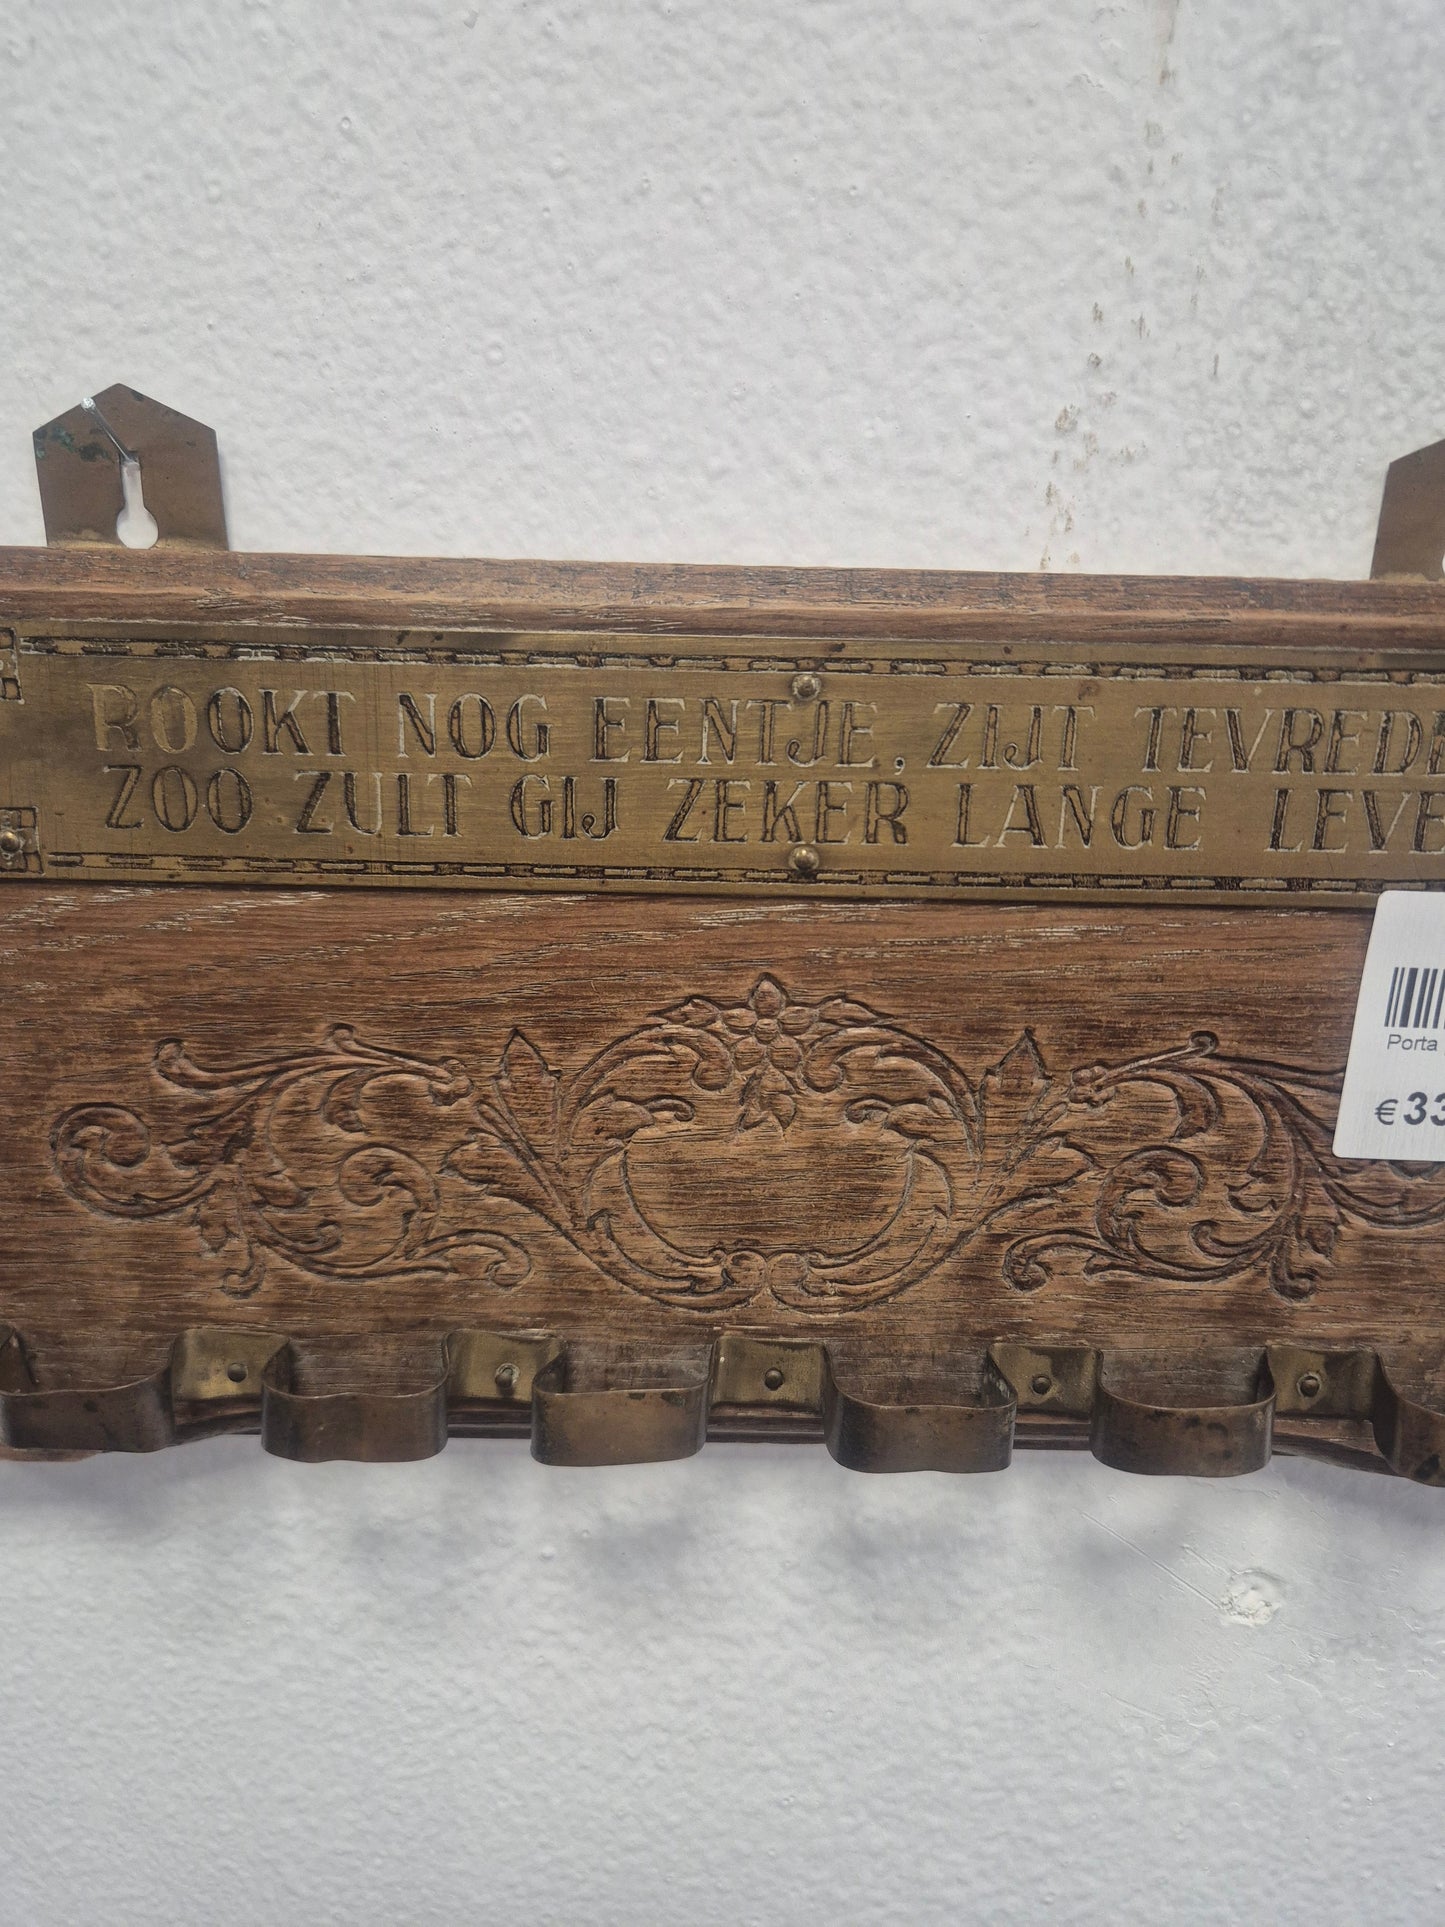 ROOKT NOG EENTJE, ZIJT TEVREDE
ZOO ZULT GIJ ZEKER LANGE LEVE
Porta
€33